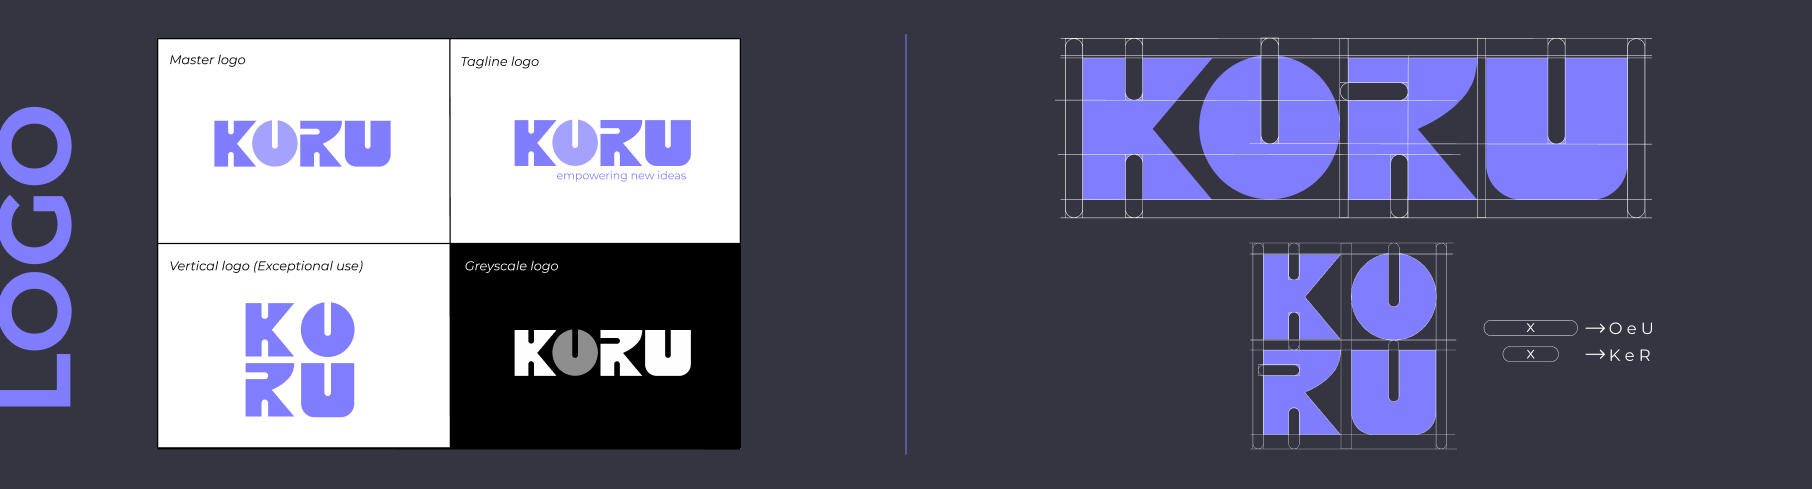 LOGO
Master logo
KORU
Tagline logo
KORU
empowering new ideas
Vertical logo (Exceptional use)
KO
RU
Greyscale logo
KORU
KORU
KO
RU
X → O e U
X → K e R